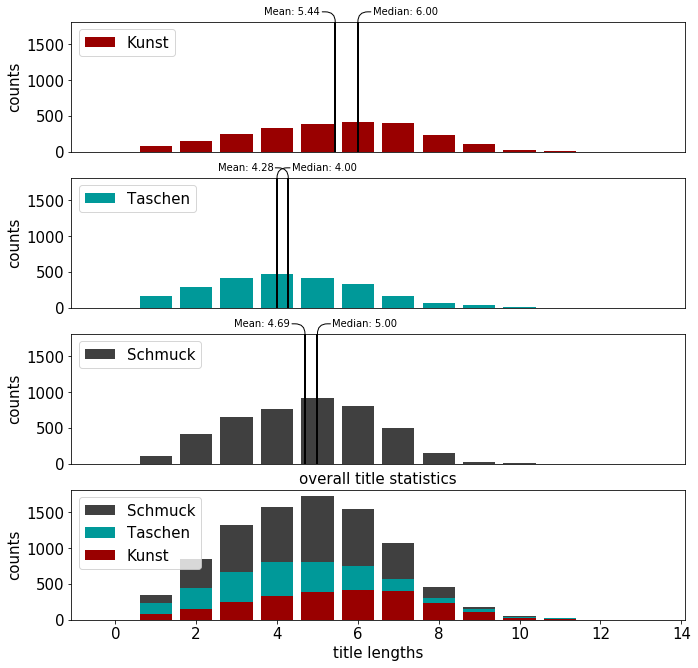 Mean: 5.44 Median: 6.00
1500
Kunst
1000
counts
500
0
Mean: 4.28 Median: 4.00
1500
Taschen
1000
counts
500
0
Mean: 4.69 Median: 5.00
1500
Schmuck
1000
counts
500
0
overall title statistics
1500
Schmuck
Taschen
Kunst
1000
counts
500
0
0 2 4 6 8 10 12 14
title lengths